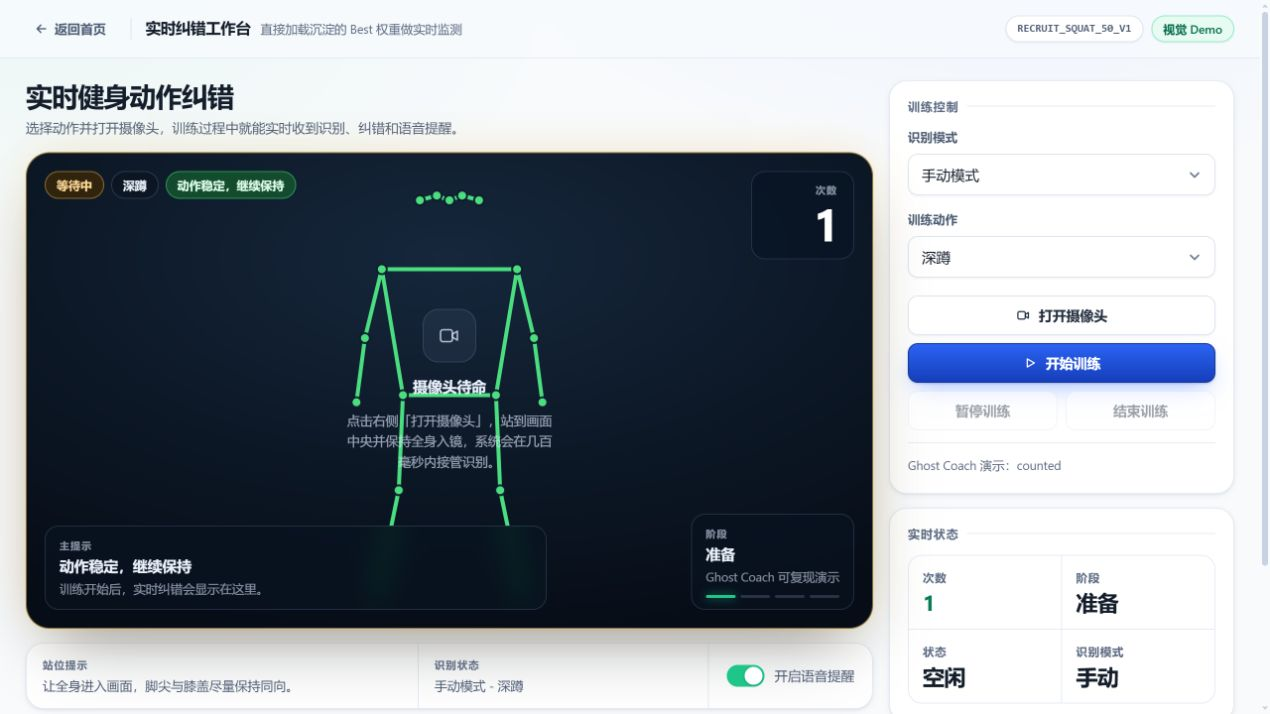 返回首页
实时纠错工作台
直接加载沉淀的 Best 权重做实时监测
RECRUIT_SQUAT_50_V1
视觉 Demo
实时健身动作纠错
选择动作并打开摄像头，训练过程中就能实时收到识别、纠错和语音提醒。
等待中
深蹲
动作稳定，继续保持
次数
1
摄像头待命
点击右侧「打开摄像头」，站到画面
中央并保持全身入镜，系统会在几百
毫秒内接管识别。
主提示
动作稳定，继续保持
训练开始后，实时纠错会显示在这里。
阶段
准备
Ghost Coach 可复现演示
站位提示
让全身进入画面，脚尖与膝盖尽量保持同向。
识别状态
手动模式 - 深蹲
开启语音提醒
训练控制
识别模式
手动模式
训练动作
深蹲
打开摄像头
开始训练
暂停训练
结束训练
Ghost Coach 演示：counted
实时状态
次数
1
阶段
准备
状态
空闲
识别模式
手动